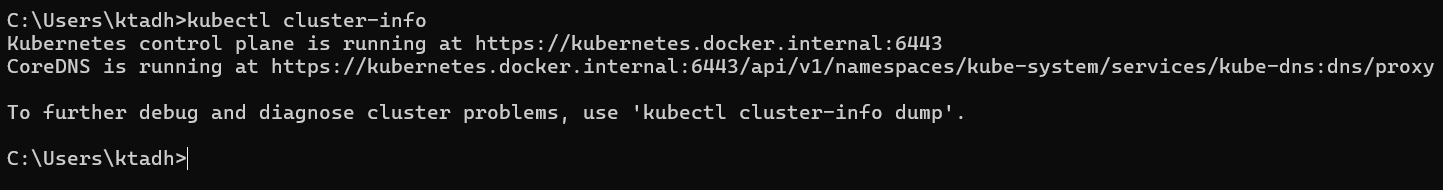 C:\Users\ktadh>kubectl cluster-info
Kubernetes control plane is running at https://kubernetes.docker.internal:6443
CoreDNS is running at https://kubernetes.docker.internal:6443/api/v1/namespaces/kube-system/services/kube-dns:dns/proxy
To further debug and diagnose cluster problems, use 'kubectl cluster-info dump'.
C:\Users\ktadh>